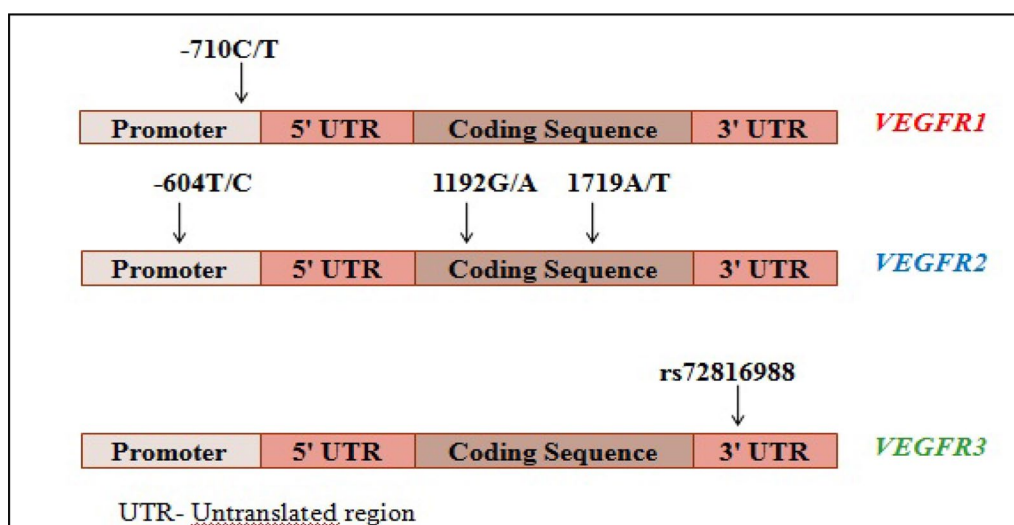 -710C/T
Promoter 5' UTR Coding Sequence 3' UTR VEGFR1
-604T/C 1192G/A 1719A/T
Promoter 5' UTR Coding Sequence 3' UTR VEGFR2
rs72816988
Promoter 5' UTR Coding Sequence 3' UTR VEGFR3
UTR- Untranslated region